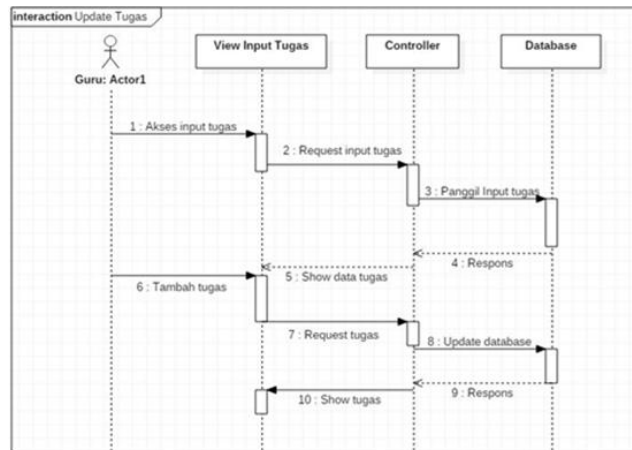 interaction Update Tugas
View Input Tugas
Controller
Database
Guru: Actor1
1 : Akses input tugas
2 : Request input tugas
3 : Panggil Input tugas
4 : Respons
5 : Show data tugas
6 : Tambah tugas
7 : Request tugas
8 : Update database
9 : Respons
10 : Show tugas